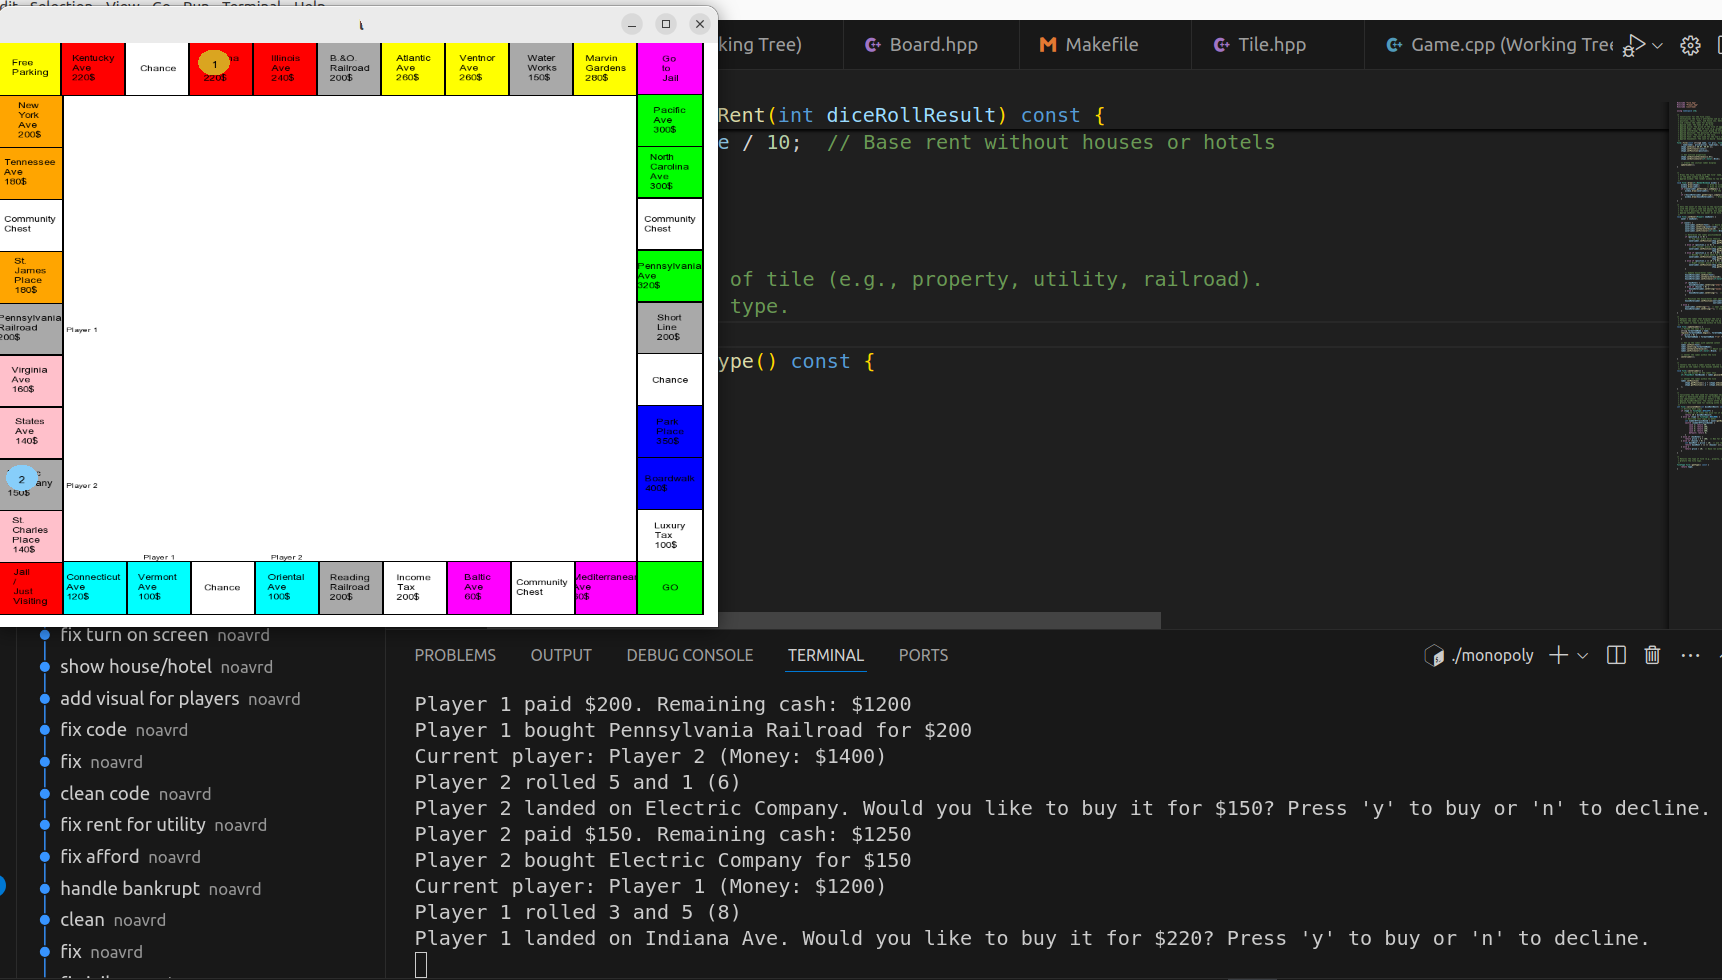 Selection View Go Run Terminal Help
Free
Parking
Kentucky
Ave
220$
Chance
1
220$
Illinois
Ave
240$
B.&O.
Railroad
200$
Atlantic
Ave
260$
Ventnor
Ave
260$
Water
Works
150$
Marvin
Gardens
280$
Go
to
Jail
New
York
Ave
200$
Pacific
Ave
300$
Tennessee
Ave
180$
North
Carolina
Ave
300$
Community
Chest
Community
Chest
St.
James
Place
180$
Pennsylvania
Ave
320$
Pennsylvania
Railroad
200$
Player 1
Short
Line
200$
Virginia
Ave
160$
Chance
States
Ave
140$
Park
Place
350$
2
150$
Player 2
Boardwalk
400$
St.
Charles
Place
140$
Luxury
Tax
100$
Player 1
Player 2
Jail
/
Just
Visiting
Connecticut
Ave
120$
Vermont
Ave
100$
Chance
Oriental
Ave
100$
Reading
Railroad
200$
Income
Tax
200$
Baltic
Ave
60$
Community
Chest
Mediterranean
Ave
60$
GO
king Tree)
Board.hpp
Makefile
Tile.hpp
Game.cpp (Working Tree
Rent(int diceRollResult) const {
e / 10;  // Base rent without houses or hotels
of tile (e.g., property, utility, railroad).
type.
ype() const {
fix turn on screen noavrd
show house/hotel noavrd
add visual for players noavrd
fix code noavrd
fix noavrd
clean code noavrd
fix rent for utility noavrd
fix afford noavrd
handle bankrupt noavrd
clean noavrd
fix noavrd
PROBLEMS OUTPUT DEBUG CONSOLE TERMINAL PORTS
./monopoly
Player 1 paid $200. Remaining cash: $1200
Player 1 bought Pennsylvania Railroad for $200
Current player: Player 2 (Money: $1400)
Player 2 rolled 5 and 1 (6)
Player 2 landed on Electric Company. Would you like to buy it for $150? Press 'y' to buy or 'n' to decline.
Player 2 paid $150. Remaining cash: $1250
Player 2 bought Electric Company for $150
Current player: Player 1 (Money: $1200)
Player 1 rolled 3 and 5 (8)
Player 1 landed on Indiana Ave. Would you like to buy it for $220? Press 'y' to buy or 'n' to decline.